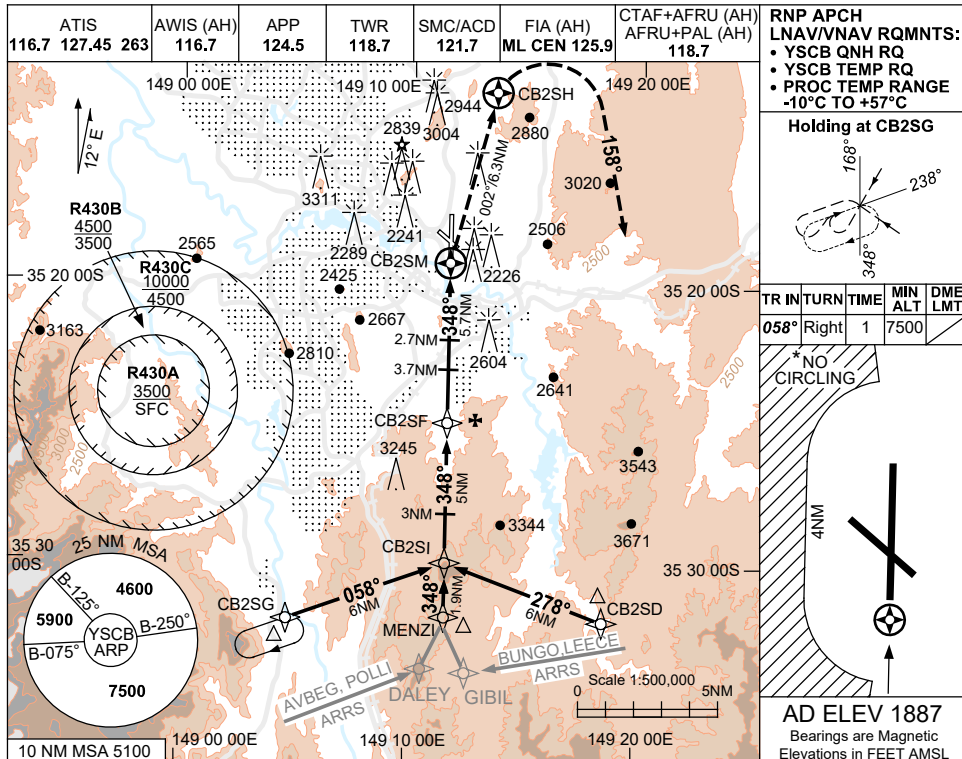 ATIS
116.7 127.45 263
AWIS (AH)
116.7
APP
124.5
TWR
118.7
SMC/ACD
121.7
FIA (AH)
ML CEN 125.9
CTAF+AFRU (AH)
AFRU+PAL (AH)
118.7
RNP APCH
LNAV/VNAV RQMNTS:
• YSCB QNH RQ
• YSCB TEMP RQ
• PROC TEMP RANGE
-10°C TO +57°C
149 00 00E
149 10 00E
149 20 00E
12° E
2944
3004
2839
3311
2241
2289
CB2SH
2880
002°/6.3NM
158°
3020
2506
2500
2226
CB2SM
R430B
4500
3500
2565
R430C
10000
4500
35 20 00S
35 20 00S
2425
2667
3163
2810
R430A
3500
SFC
348°
5.7NM
2.7NM
3.7NM
2604
2641
2500
CB2SF
3000
2500
3245
348°
5NM
3543
3NM
3344
3671
35 30
00S
35 30 00S
CB2SI
CB2SG
058°
6NM
348°
1.9NM
278°
6NM
CB2SD
MENZI
25 NM MSA
B-125°
4600
5900
YSCB
ARP
B-250°
B-075°
7500
AVBEG, POLLI
ARRS
BUNGO,LEECE
ARRS
DALEY
GIBIL
Scale 1:500,000
0
5NM
10 NM MSA 5100
149 00 00E
149 10 00E
149 20 00E
Holding at CB2SG
168°
238°
348°
TR IN
TURN
TIME
MIN
ALT
DME
LMT
058°
Right
1
7500
*NO
CIRCLING
4NM
AD ELEV 1887
Bearings are Magnetic
Elevations in FEET AMSL